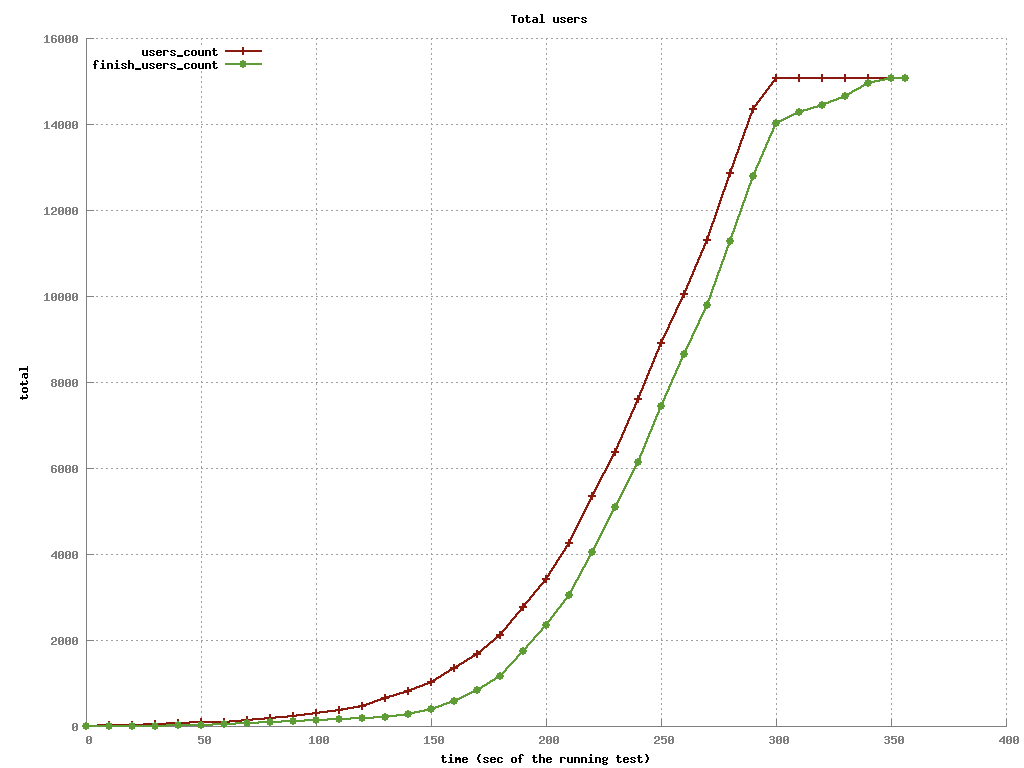 Total users
users_count
finish_users_count
16000
14000
12000
10000
8000
6000
4000
2000
0
total
0 50 100 150 200 250 300 350 400
time (sec of the running test)